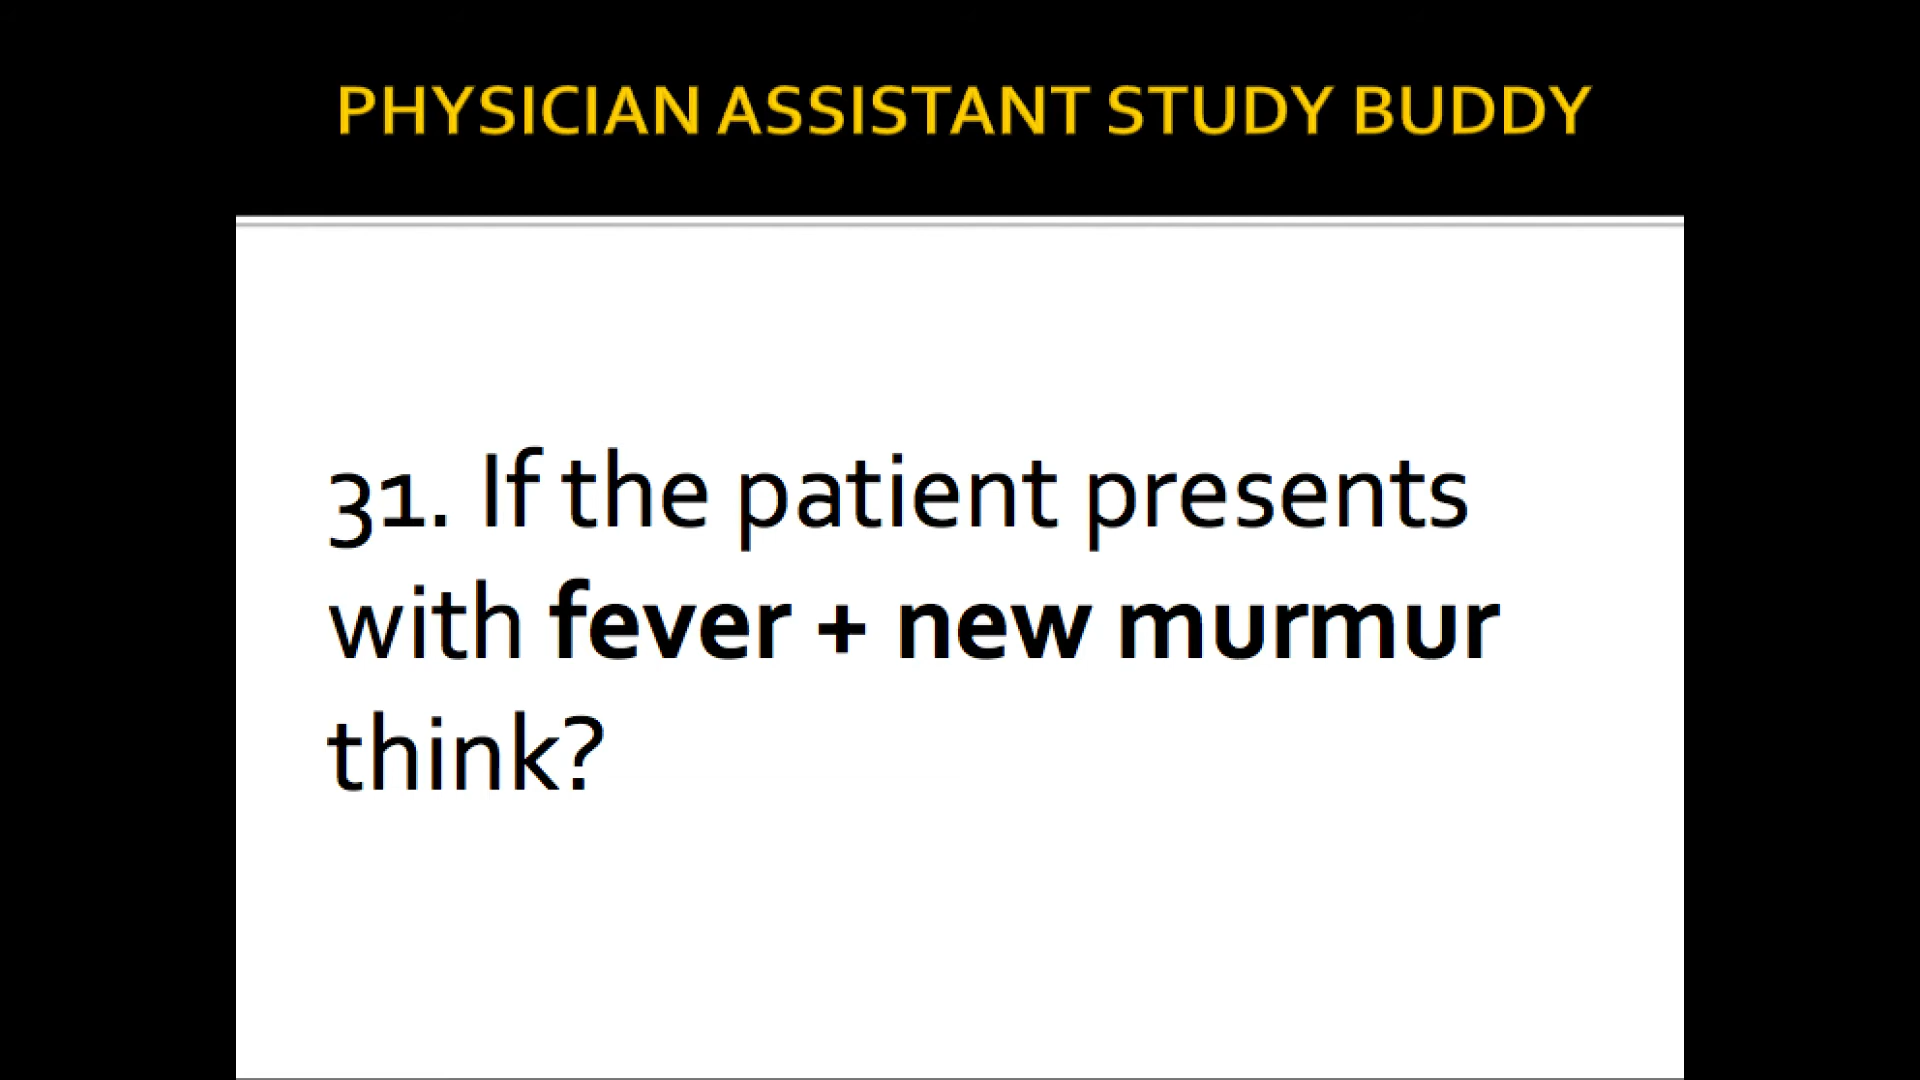 PHYSICIAN ASSISTANT STUDY BUDDY
31. If the patient presents
with fever + new murmur
think?